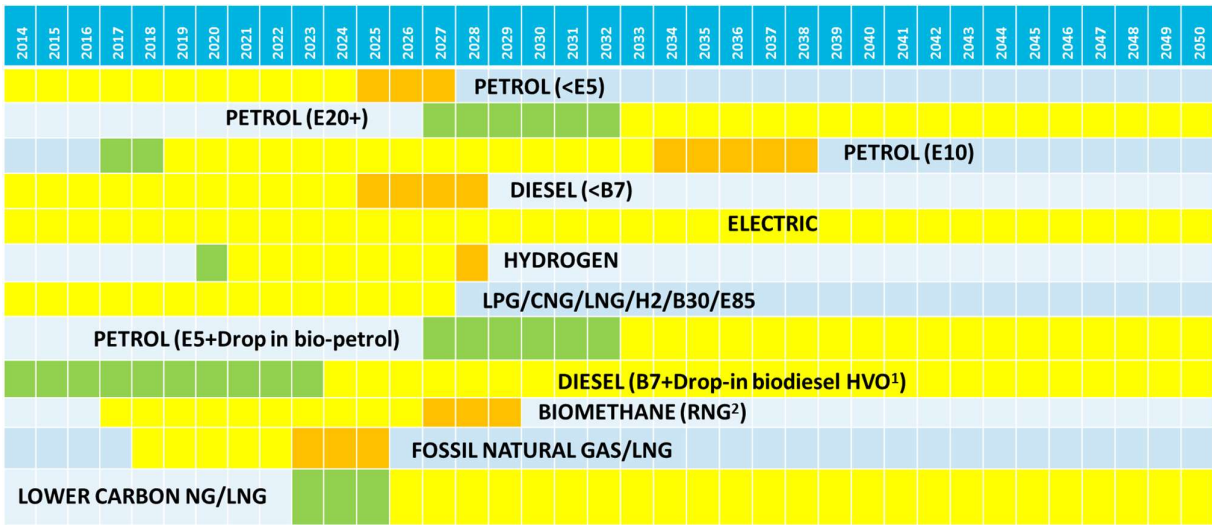 2014 2015 2016 2017 2018 2019 2020 2021 2022 2023 2024 2025 2026 2027 2028 2029 2030 2031 2032 2033 2034 2035 2036 2037 2038 2039 2040 2041 2042 2043 2044 2045 2046 2047 2048 2049 2050
PETROL (<E5)
PETROL (E20+)
PETROL (E10)
DIESEL (<B7)
ELECTRIC
HYDROGEN
LPG/CNG/LNG/H2/B30/E85
PETROL (E5+Drop in bio-petrol)
DIESEL (B7+Drop-in biodiesel HVO¹)
BIOMETHANE (RNG²)
FOSSIL NATURAL GAS/LNG
LOWER CARBON NG/LNG